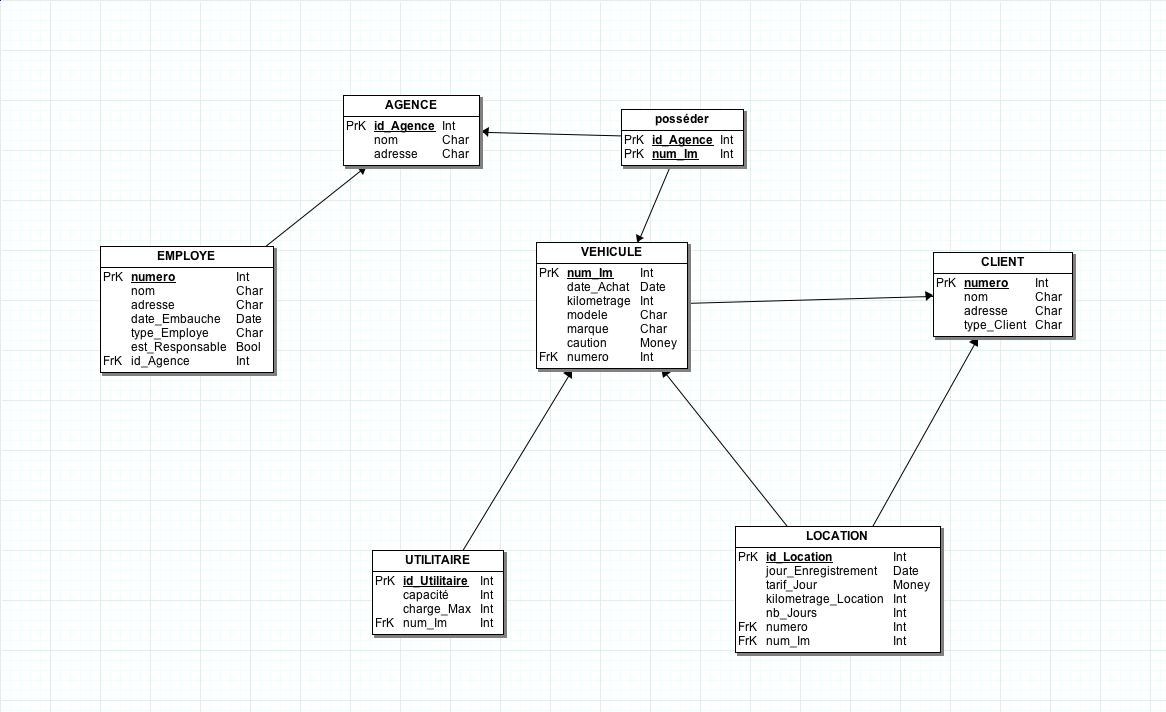 AGENCE
PrK id_Agence Int
nom Char
adresse Char
posséder
PrK id_Agence Int
PrK num_Im Int
EMPLOYE
PrK numero Int
nom Char
adresse Char
date_Embauche Date
type_Employe Char
est_Responsable Bool
FrK id_Agence Int
VEHICULE
PrK num_Im Int
date_Achat Date
kilometrage Int
modele Char
marque Char
caution Money
FrK numero Int
CLIENT
PrK numero Int
nom Char
adresse Char
type_Client Char
UTILITAIRE
PrK id_Utilitaire Int
capacité Int
charge_Max Int
FrK num_Im Int
LOCATION
PrK id_Location Int
jour_Enregistrement Date
tarif_Jour Money
kilometrage_Location Int
nb_Jours Int
FrK numero Int
FrK num_Im Int